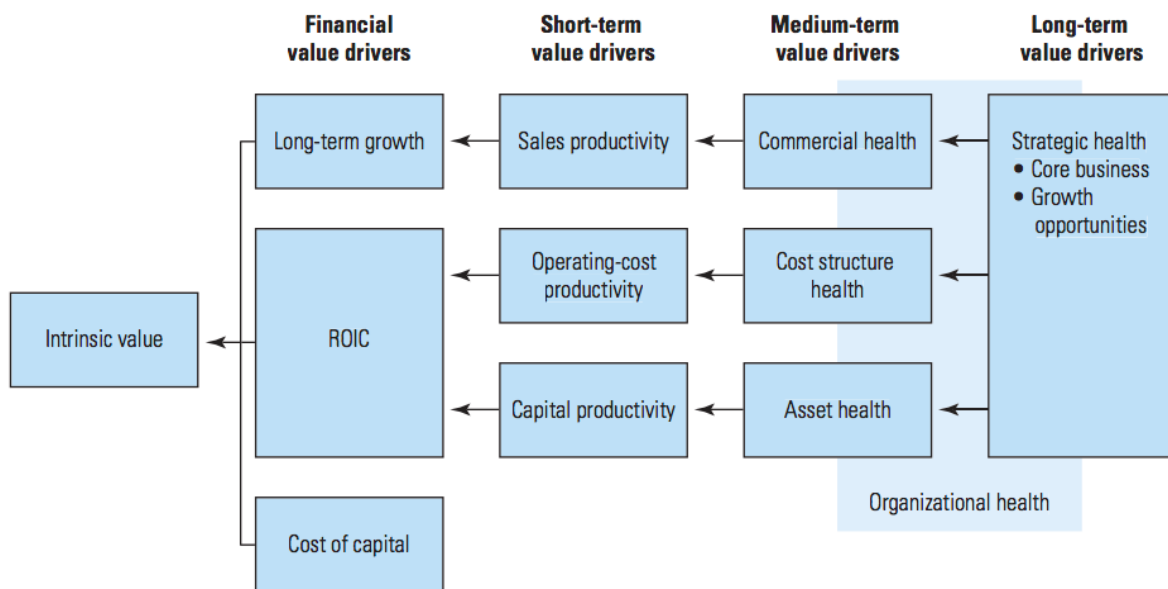 Financial
value drivers
Short-term
value drivers
Medium-term
value drivers
Long-term
value drivers
Long-term growth
Sales productivity
Commercial health
Strategic health
• Core business
• Growth
opportunities
Operating-cost
productivity
Cost structure
health
Intrinsic value
ROIC
Capital productivity
Asset health
Organizational health
Cost of capital